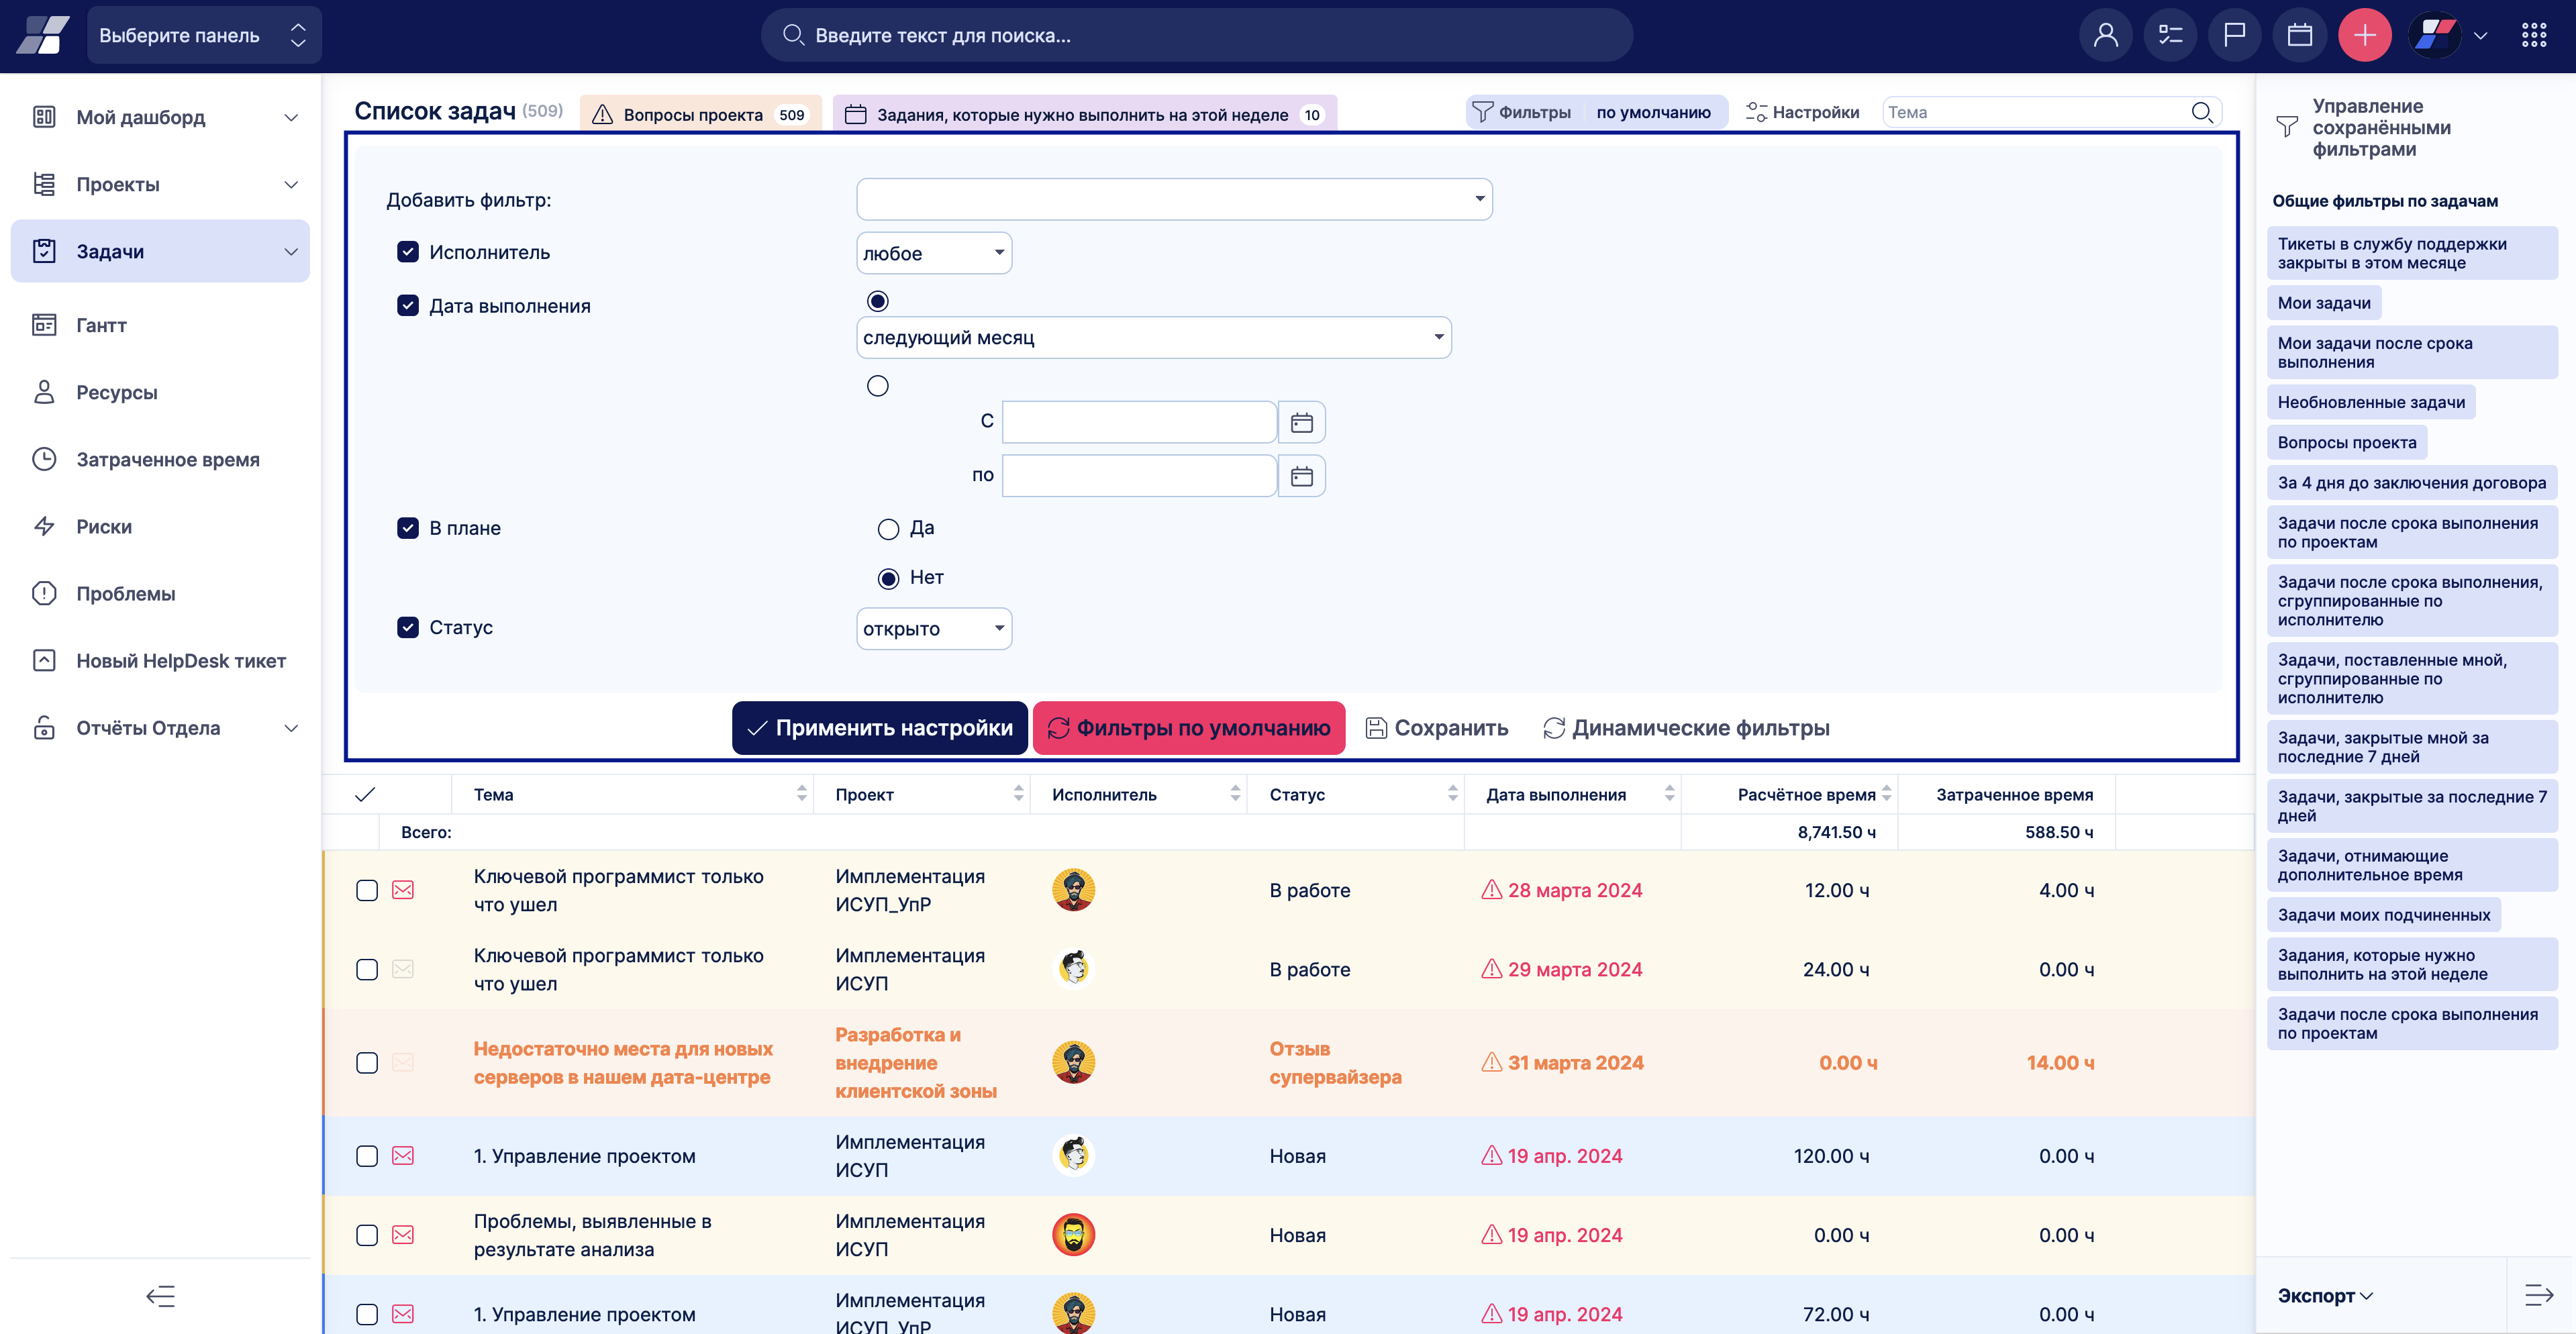 Выберите панель
Введите текст для поиска...
Мой дашборд
Проекты
Задачи
Гантт
Ресурсы
Затраченное время
Риски
Проблемы
Новый HelpDesk тикет
Отчёты Отдела
Список задач (509)
Вопросы проекта 509
Задания, которые нужно выполнить на этой неделе 10
Фильтры по умолчанию
Настройки
Тема
Добавить фильтр:
Исполнитель любое
Дата выполнения
следующий месяц
С
по
В плане Да
Нет
Статус открыто
Применить настройки Фильтры по умолчанию Сохранить Динамические фильтры
Тема Проект Исполнитель Статус Дата выполнения Расчётное время Затраченное время
Всего: 8,741.50 ч 588.50 ч
Ключевой программист только
что ушел
Имплементация
ИСУП_УпР
В работе 28 марта 2024 12.00 ч 4.00 ч
Ключевой программист только
что ушел
Имплементация
ИСУП
В работе 29 марта 2024 24.00 ч 0.00 ч
Недостаточно места для новых
серверов в нашем дата-центре
Разработка и
внедрение
клиентской зоны
Отзыв
супервайзера
31 марта 2024 0.00 ч 14.00 ч
1. Управление проектом
Имплементация
ИСУП
Новая 19 апр. 2024 120.00 ч 0.00 ч
Проблемы, выявленные в
результате анализа
Имплементация
ИСУП
Новая 19 апр. 2024 0.00 ч 0.00 ч
1. Управление проектом
Имплементация
ИСУП_УпР
Новая 19 апр. 2024 72.00 ч 0.00 ч
Управление
сохранёнными
фильтрами
Общие фильтры по задачам
Тикеты в службу поддержки
закрыты в этом месяце
Мои задачи
Мои задачи после срока
выполнения
Необновленные задачи
Вопросы проекта
За 4 дня до заключения договора
Задачи после срока выполнения
по проектам
Задачи после срока выполнения,
сгруппированные по
исполнителю
Задачи, поставленные мной,
сгруппированные по
исполнителю
Задачи, закрытые мной за
последние 7 дней
Задачи, закрытые за последние 7
дней
Задачи, отнимающие
дополнительное время
Задачи моих подчиненных
Задания, которые нужно
выполнить на этой неделе
Задачи после срока выполнения
по проектам
Экспорт